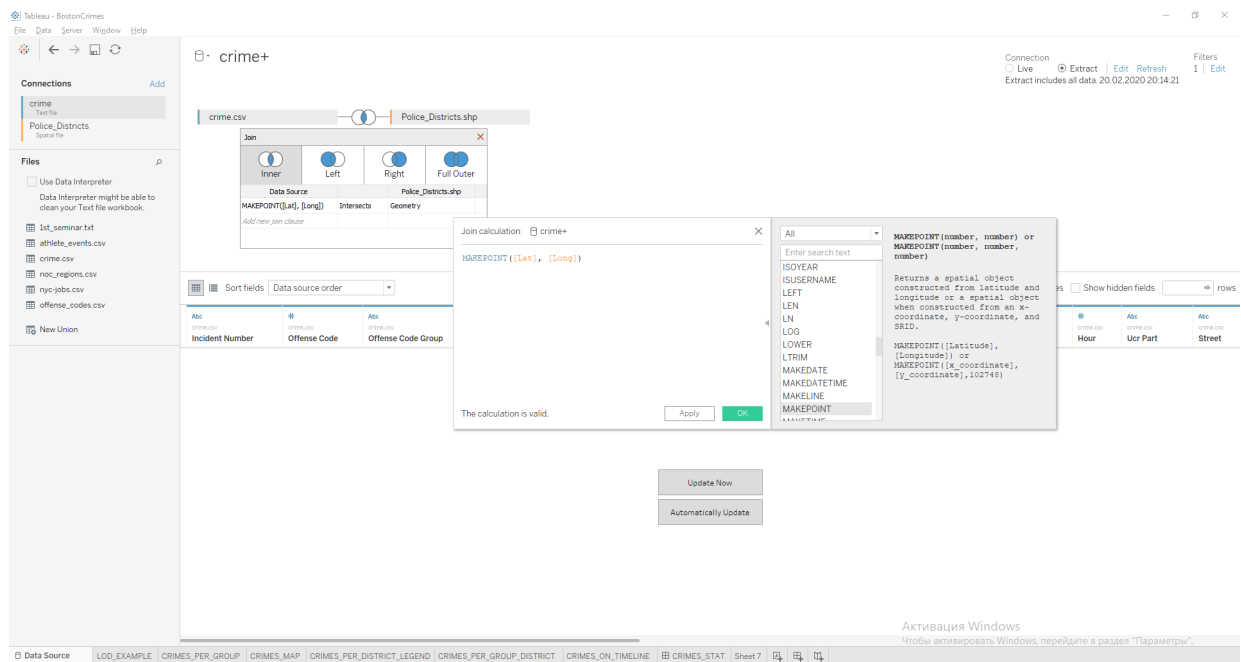 Tableau - BostonCrimes
File Data Server Window Help
crime+
Connection
Live Extract Edit Refresh
Extract includes all data. 20.02.2020 20:14:21
Filters
1 Edit
Connections Add
crime
Text file
Police_Districts
Spatial file
Files
Use Data Interpreter
Data Interpreter might be able to
clean your Text file workbook.
1st_seminar.txt
athlete_events.csv
crime.csv
noc_regions.csv
nyc-jobs.csv
offense_codes.csv
New Union
crime.csv Police_Districts.shp
Join
Inner Left Right Full Outer
Data Source Police_Districts.shp
MAKEPOINT([Lat], [Long]) Intersects Geometry
Add new join clause
Join calculation crime+
MAKEPOINT([Lat], [Long])
The calculation is valid.
Apply OK
All
Enter search text
ISOYEAR
ISUSERNAME
LEFT
LEN
LN
LOG
LOWER
LTRIM
MAKEDATE
MAKEDATETIME
MAKELINE
MAKEPOINT
MAKETIME
MAKEPOINT(number, number) or
MAKEPOINT(number, number,
number)
Returns a spatial object
constructed from latitude and
longitude or a spatial object
when constructed from an x-
coordinate, y-coordinate, and
SRID.
MAKEPOINT([Latitude],
[Longitude]) or
MAKEPOINT([x_coordinate],
[y_coordinate],102748)
Sort fields Data source order
Show hidden fields rows
Abc
crime.csv
Incident Number
#
crime.csv
Offense Code
Abc
crime.csv
Offense Code Group
#
crime.csv
Hour
Abc
crime.csv
Ucr Part
Abc
crime.csv
Street
Update Now
Automatically Update
Активация Windows
Чтобы активировать Windows, перейдите в раздел "Параметры".
Data Source LOD_EXAMPLE CRIMES_PER_GROUP CRIMES_MAP CRIMES_PER_DISTRICT_LEGEND CRIMES_PER_GROUP_DISTRICT CRIMES_ON_TIMELINE CRIMES_STAT Sheet 7